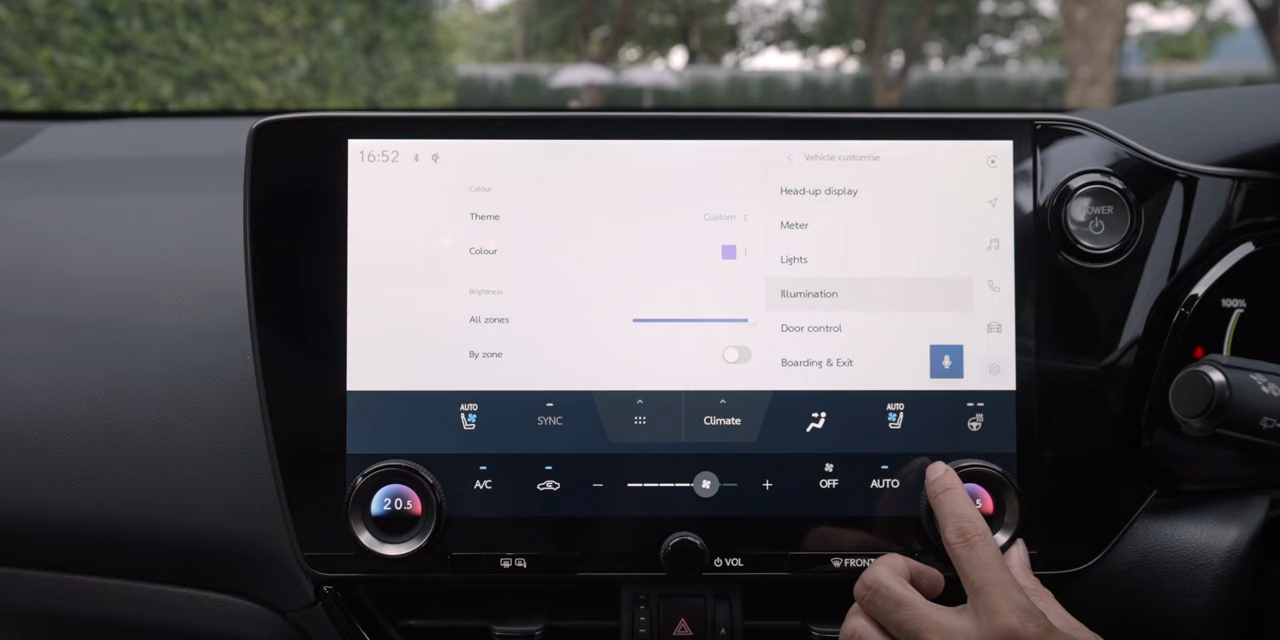 16:52
Vehicle customise
Colour
Head-up display
Theme
Custom
Meter
Colour
Lights
Brightness
Illumination
All zones
Door control
By zone
Boarding & Exit
POWER
100%
AUTO
SYNC
Climate
AUTO
A/C
OFF
AUTO
20.5
.5
VOL
FRONT
A